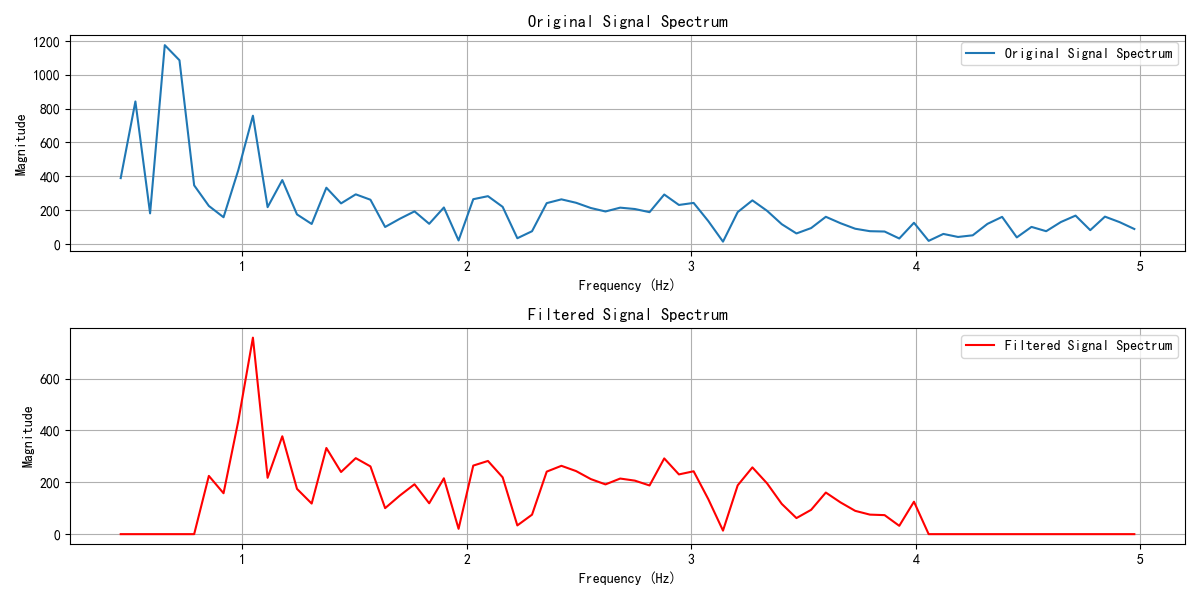 Original Signal Spectrum
1200
1000
800
600
400
200
0
Magnitude
Original Signal Spectrum
1 2 3 4 5
Frequency (Hz)
Filtered Signal Spectrum
600
400
200
0
Magnitude
Filtered Signal Spectrum
1 2 3 4 5
Frequency (Hz)